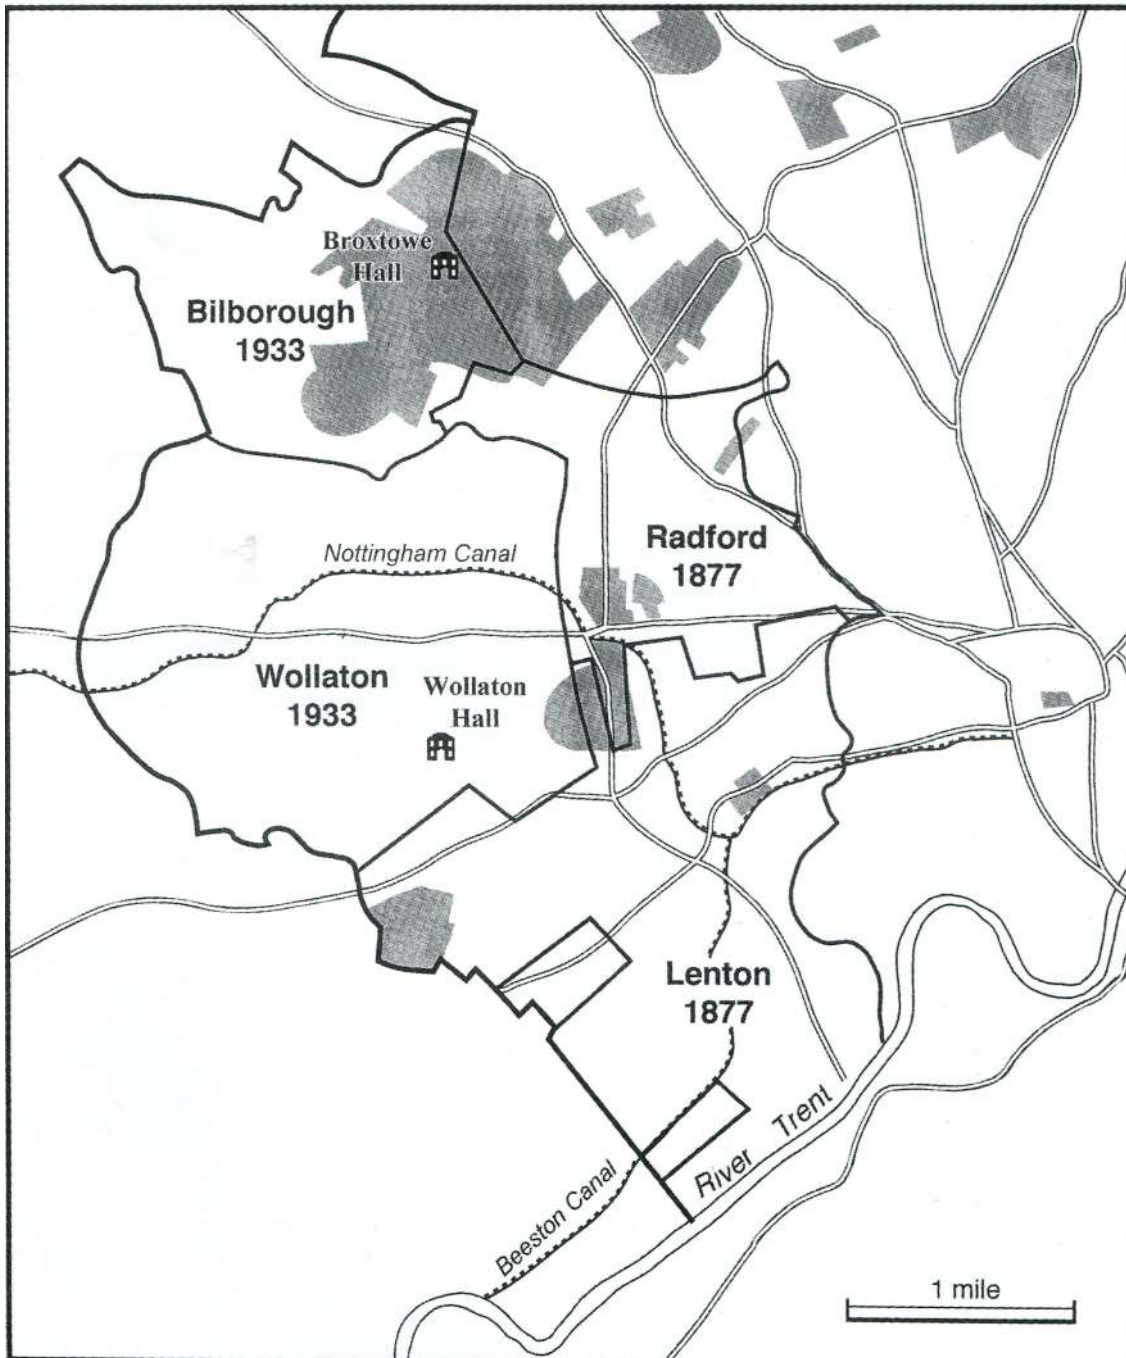 Broxtowe
Hall
Bilborough
1933
Nottingham Canal
Radford
1877
Wollaton
1933
Wollaton
Hall
Lenton
1877
River Trent
Beeston Canal
1 mile